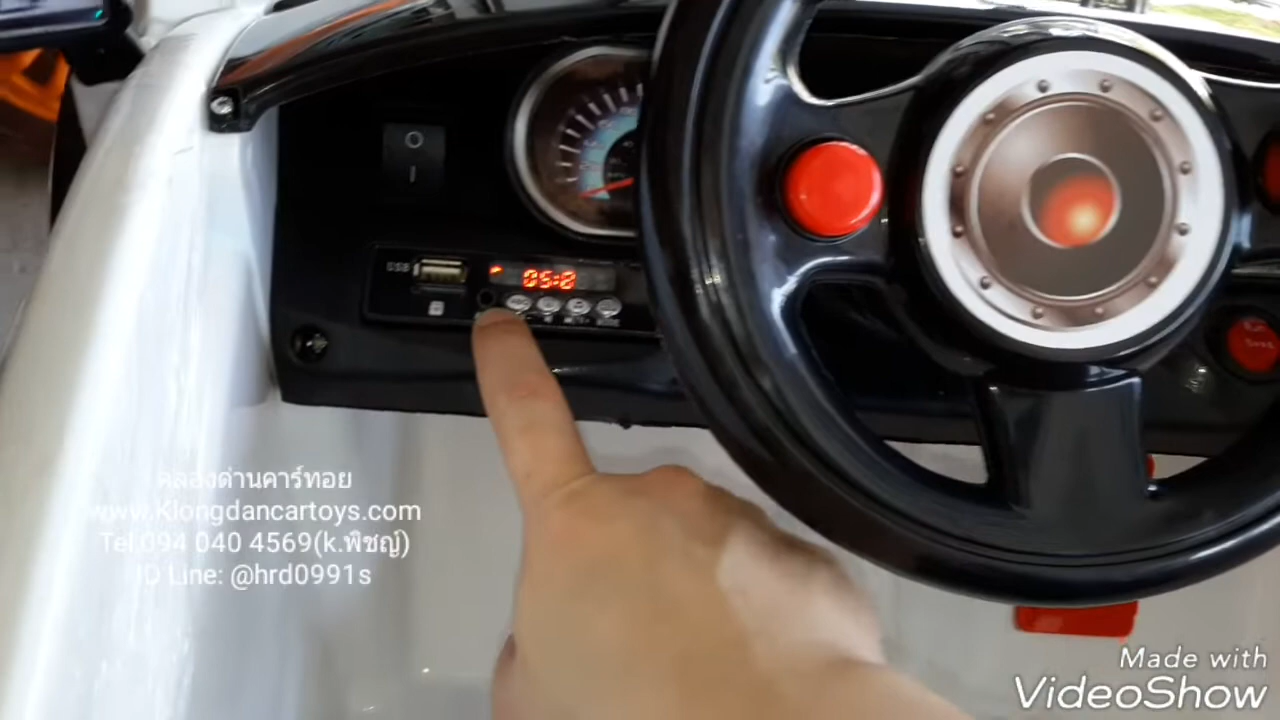 USB
05:0
คลองด่านคาร์ทอย
www.Klongdancartoys.com
Tel.094 040 4569(k.พิชญ์)
ID Line: @hrd0991s
Made with
VideoShow